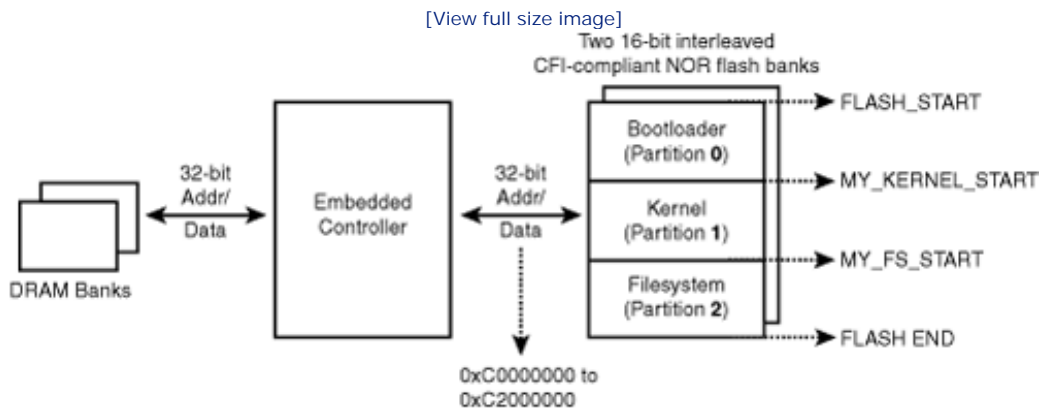 [View full size image]
Two 16-bit interleaved
CFI-compliant NOR flash banks
FLASH_START
Bootloader
(Partition 0)
32-bit
Addr/
Data
Embedded
Controller
32-bit
Addr/
Data
MY_KERNEL_START
Kernel
(Partition 1)
MY_FS_START
DRAM Banks
Filesystem
(Partition 2)
FLASH END
0xC0000000 to
0xC2000000